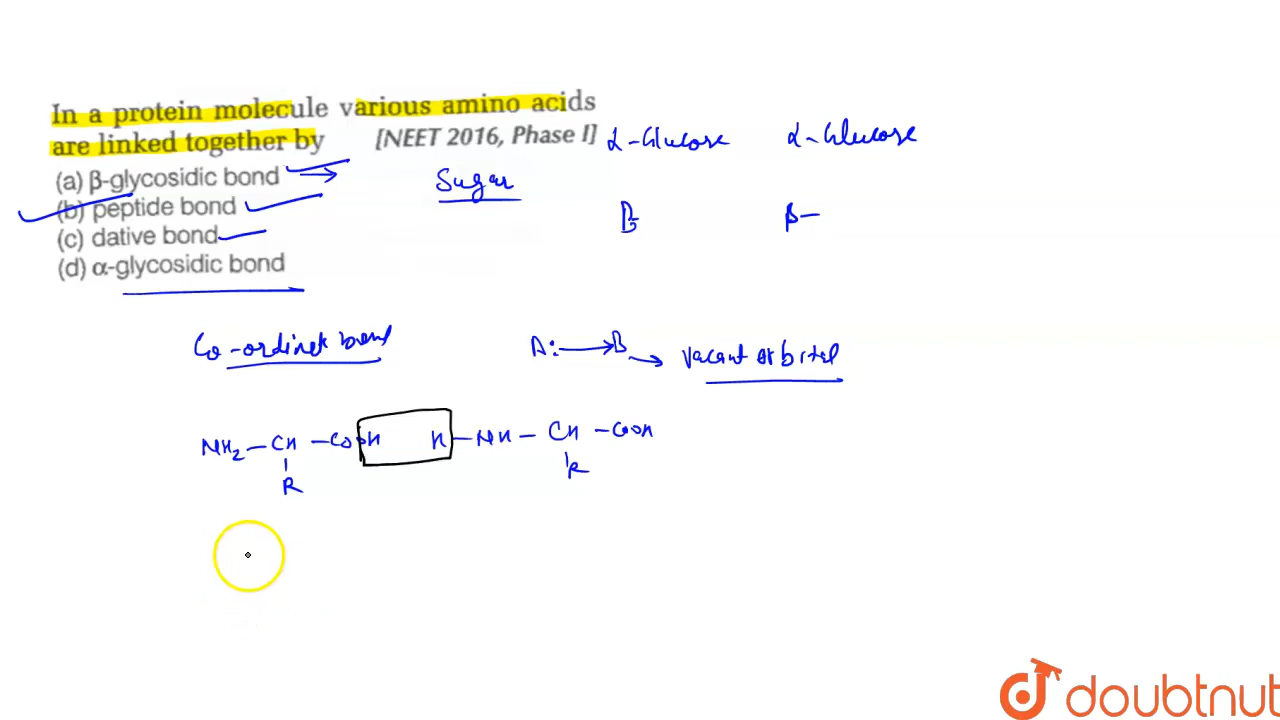 In a protein molecule various amino acids
are linked together by [NEET 2016, Phase I]
(a) β-glycosidic bond
(b) peptide bond
(c) dative bond
(d) α-glycosidic bond
Sugar
α-Glucose α-Glucose
β β-
Co-ordinet bond
A: → B → vacant orbital
NH₂ - CH - COOH H - NH - CH - COOH
R R
doubtnut